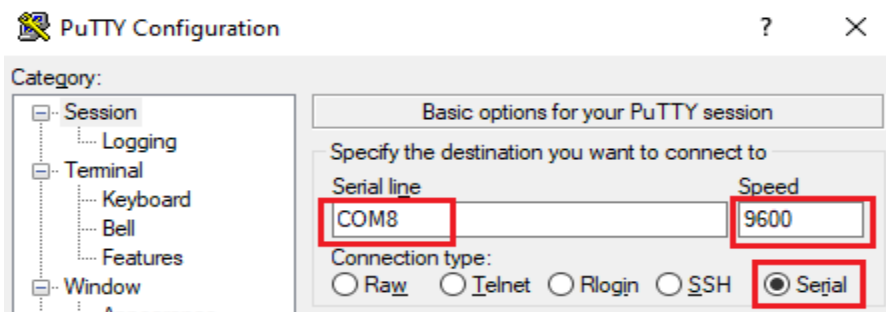 PuTTY Configuration ? ×
Category:
Session
Logging
Terminal
Keyboard
Bell
Features
Window
Basic options for your PuTTY session
Specify the destination you want to connect to
Serial line Speed
COM8 9600
Connection type:
Raw Telnet Rlogin SSH Serial